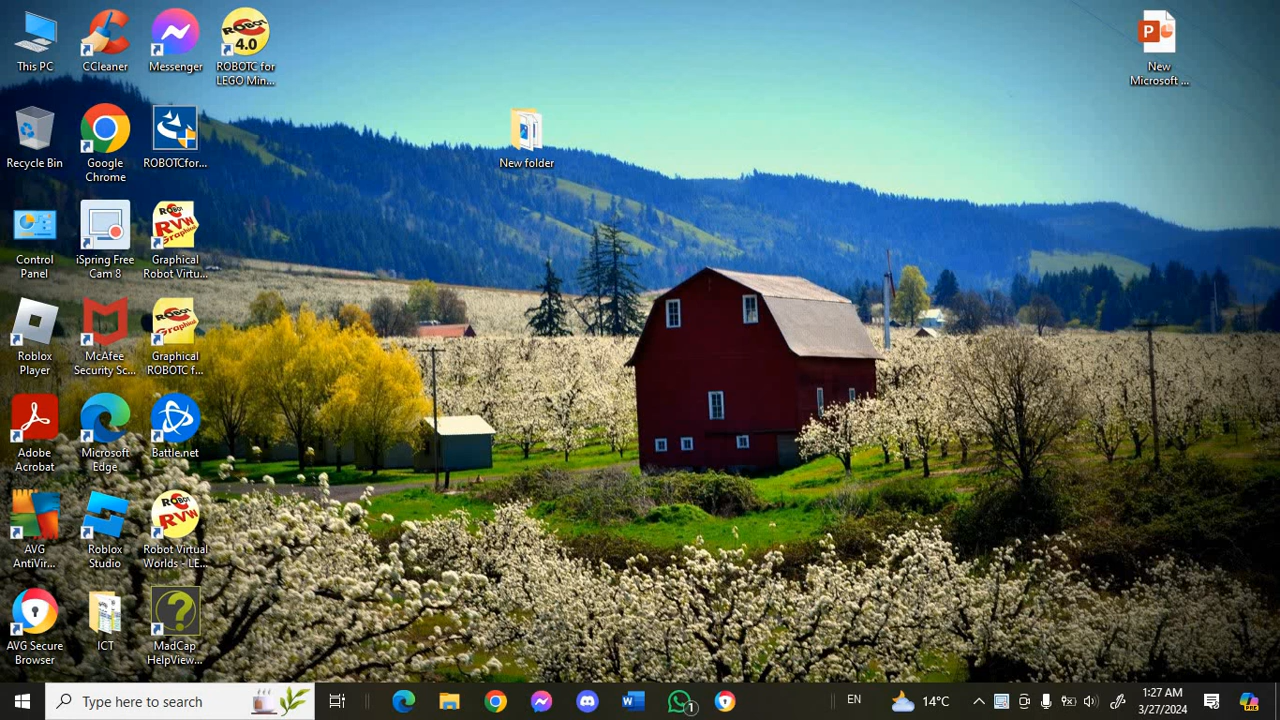 This PC
CCleaner
Messenger
ROBOTC for
LEGO Min...
New
Microsoft ...
Recycle Bin
Google
Chrome
ROBOTCfor...
New folder
Control
Panel
iSpring Free
Cam 8
Graphical
Robot Virtu...
Roblox
Player
McAfee
Security Sc...
Graphical
ROBOTC f...
Adobe
Acrobat
Microsoft
Edge
Battle.net
AVG
AntiVir...
Roblox
Studio
Robot Virtual
Worlds - LE...
AVG Secure
Browser
ICT
MadCap
HelpView...
Type here to search
EN
14°C
1:27 AM
3/27/2024